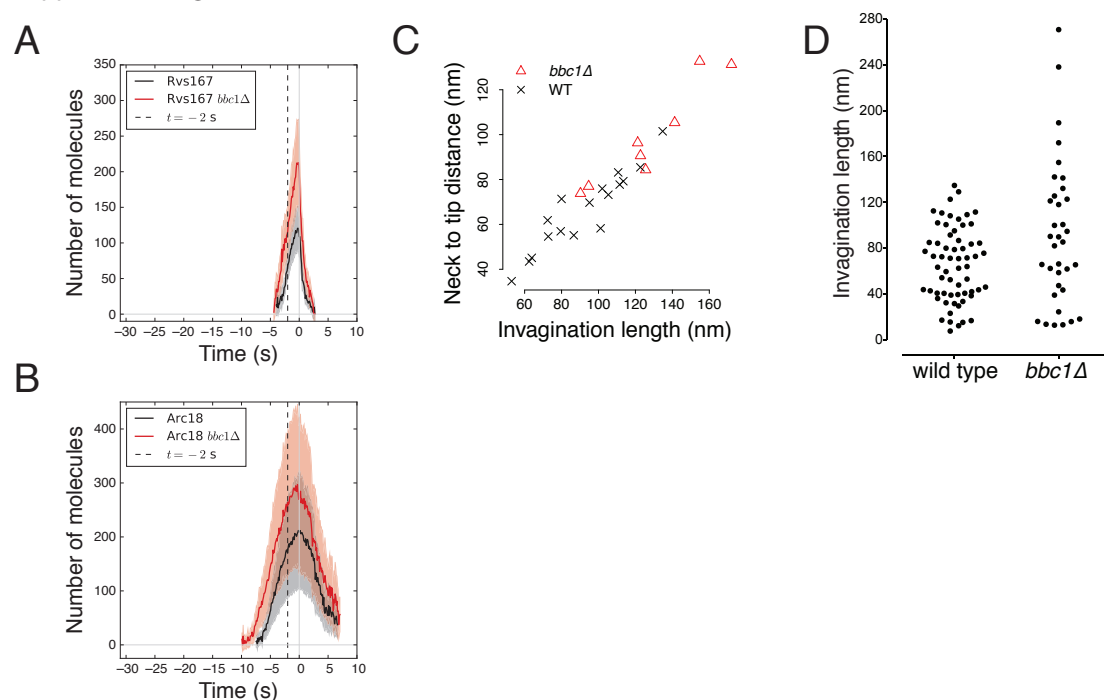 A
Number of molecules
350
300
250
200
150
100
50
0
Rvs167
Rvs167 bbc1Δ
t = −2 s
−30 −25 −20 −15 −10 −5 0 5 10
Time (s)
B
Number of molecules
400
300
200
100
0
Arc18
Arc18 bbc1Δ
t = −2 s
−30 −25 −20 −15 −10 −5 0 5 10
Time (s)
C
Neck to tip distance (nm)
120
100
80
60
40
bbc1Δ
WT
60 80 100 120 140 160
Invagination length (nm)
D
Invagination length (nm)
280
240
200
160
120
80
40
0
wild type bbc1Δ